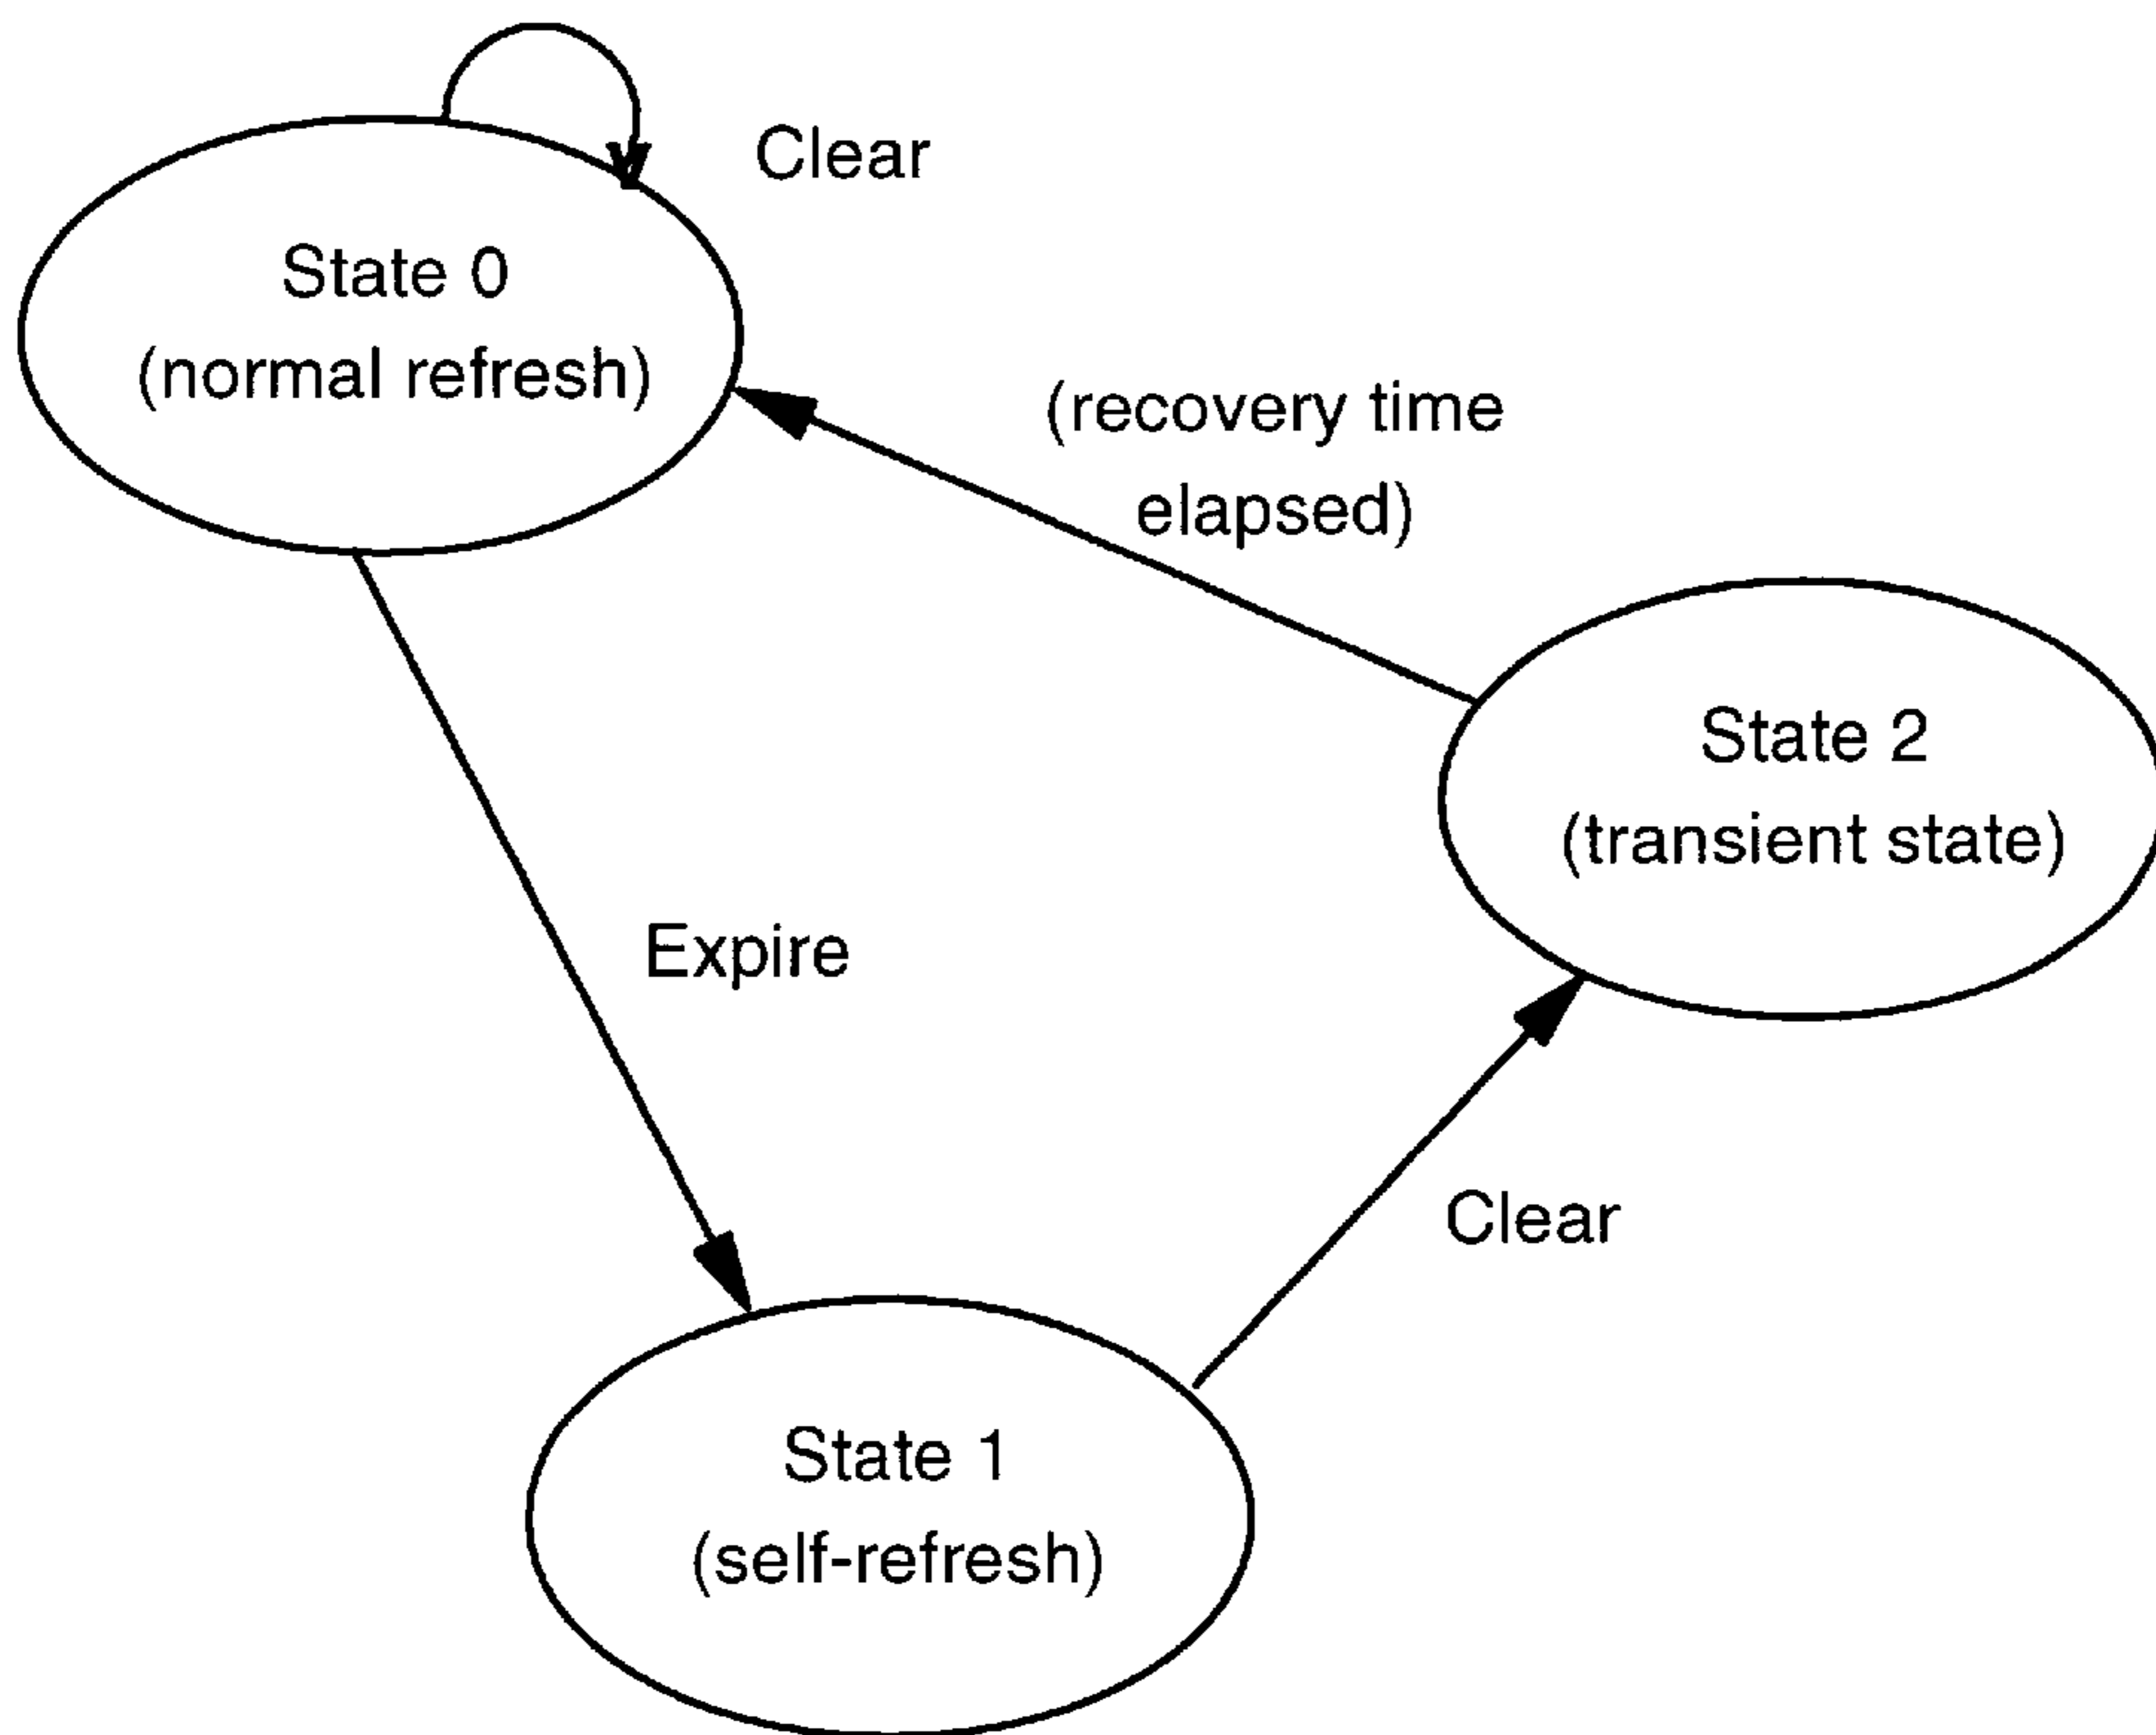 Clear
State 0
(normal refresh)
(recovery time
elapsed)
State 2
(transient state)
Expire
Clear
State 1
(self-refresh)